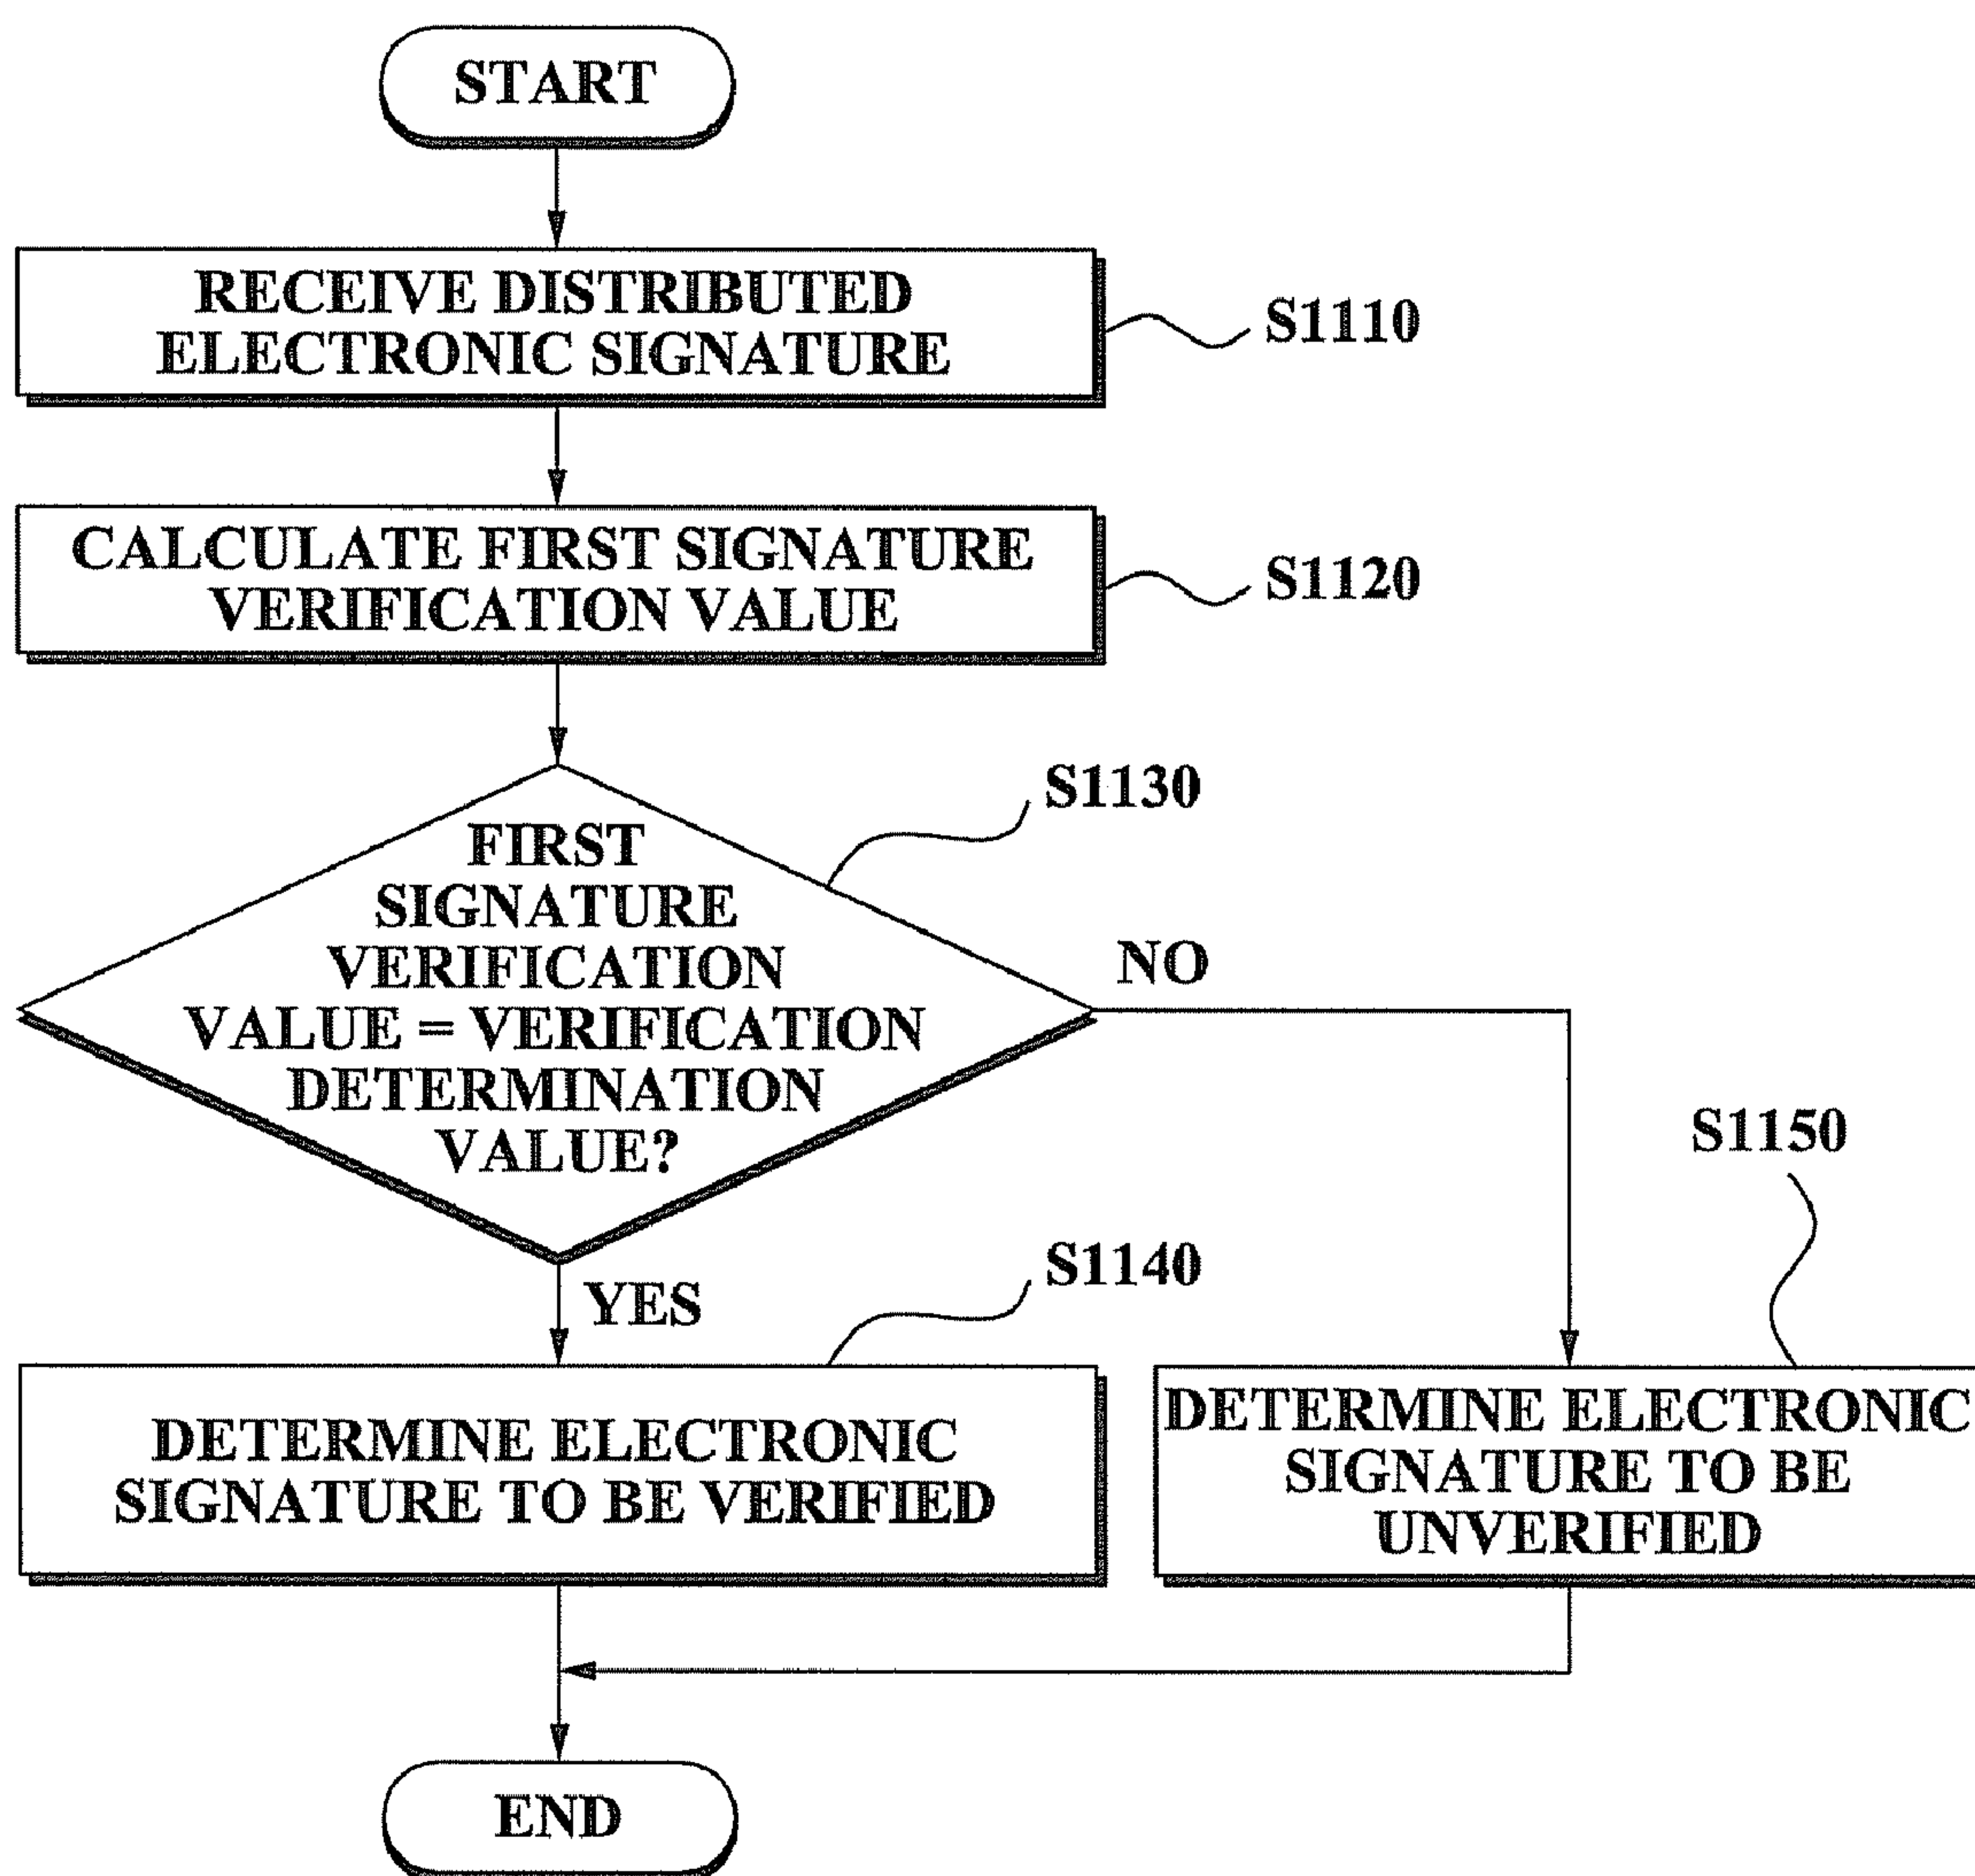 START
RECEIVE DISTRIBUTED
ELECTRONIC SIGNATURE
S1110
CALCULATE FIRST SIGNATURE
VERIFICATION VALUE
S1120
S1130
FIRST
SIGNATURE
VERIFICATION
VALUE = VERIFICATION
DETERMINATION
VALUE?
NO
YES
S1140
S1150
DETERMINE ELECTRONIC
SIGNATURE TO BE VERIFIED
DETERMINE ELECTRONIC
SIGNATURE TO BE
UNVERIFIED
END